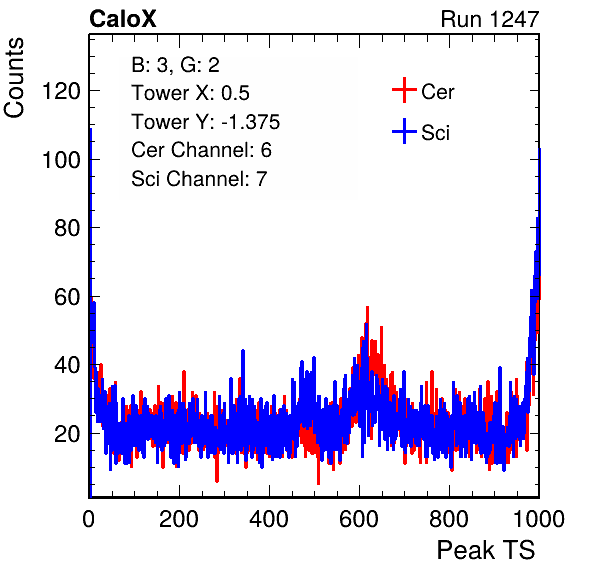 CaloX Run 1247
Counts
B: 3, G: 2
Tower X: 0.5
Tower Y: -1.375
Cer Channel: 6
Sci Channel: 7
Cer
Sci
120
100
80
60
40
20
0 200 400 600 800 1000
Peak TS